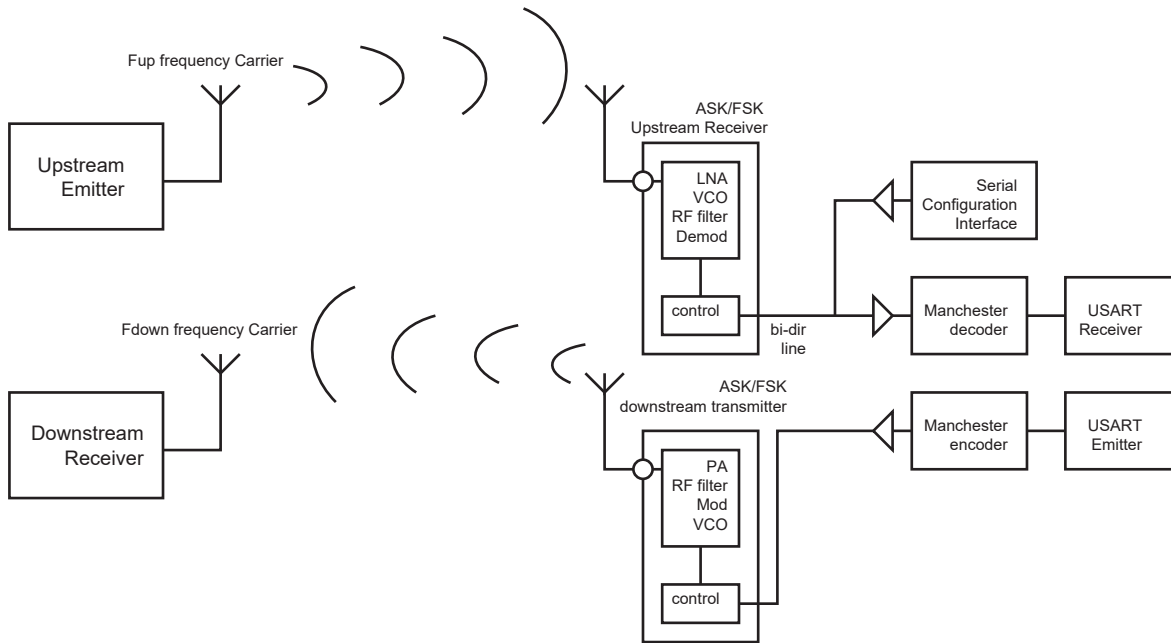 Fup frequency Carrier
Upstream
Emitter
ASK/FSK
Upstream Receiver
LNA
VCO
RF filter
Demod
control
bi-dir
line
Serial
Configuration
Interface
Manchester
decoder
USART
Receiver
Fdown frequency Carrier
Downstream
Receiver
ASK/FSK
downstream transmitter
PA
RF filter
Mod
VCO
control
Manchester
encoder
USART
Emitter